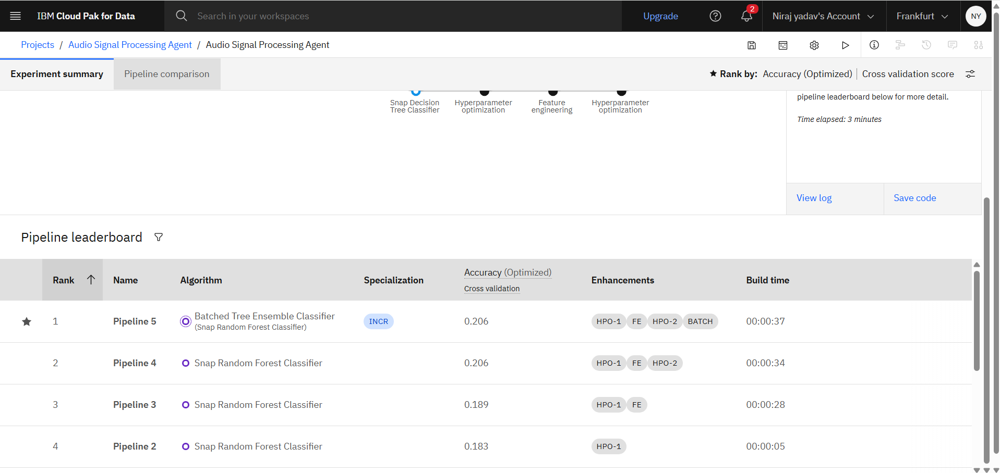 IBM Cloud Pak for Data
Search in your workspaces
Upgrade
2
Niraj yadav's Account
Frankfurt
NY
Projects / Audio Signal Processing Agent / Audio Signal Processing Agent
Experiment summary
Pipeline comparison
Rank by: Accuracy (Optimized) | Cross validation score
Snap Decision
Tree Classifier
Hyperparameter
optimization
Feature
engineering
Hyperparameter
optimization
pipeline leaderboard below for more detail.
Time elapsed: 3 minutes
View log
Save code
Pipeline leaderboard
Rank Name Algorithm Specialization Accuracy (Optimized) Enhancements Build time
Cross validation
1 Pipeline 5 Batched Tree Ensemble Classifier INCR 0.206 HPO-1 FE HPO-2 BATCH 00:00:37
(Snap Random Forest Classifier)
2 Pipeline 4 Snap Random Forest Classifier 0.206 HPO-1 FE HPO-2 00:00:34
3 Pipeline 3 Snap Random Forest Classifier 0.189 HPO-1 FE 00:00:28
4 Pipeline 2 Snap Random Forest Classifier 0.183 HPO-1 00:00:05